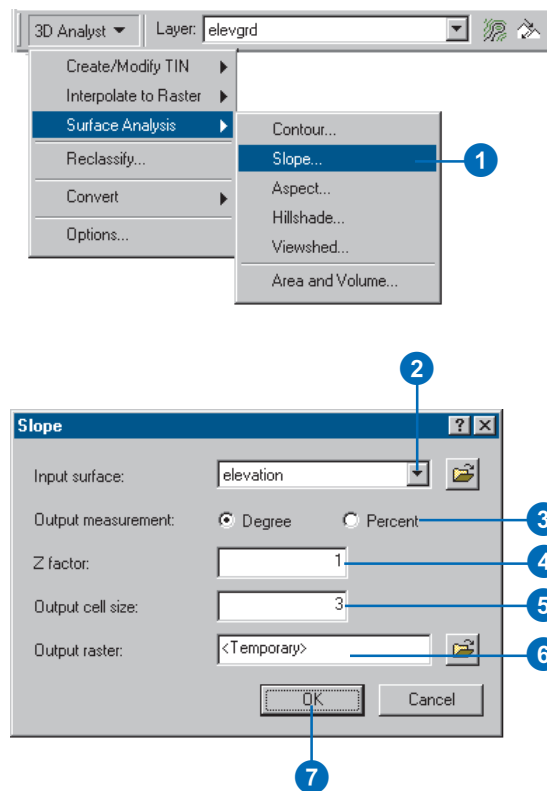 3D Analyst Layer: elevgrd
Create/Modify TIN
Interpolate to Raster
Surface Analysis
Reclassify...
Convert
Options...
Contour...
Slope...
Aspect...
Hillshade...
Viewshed...
Area and Volume...
1
2
Slope ? ×
Input surface: elevation
Output measurement: Degree Percent 3
Z factor: 1 4
Output cell size: 3 5
Output raster: <Temporary> 6
OK Cancel
7